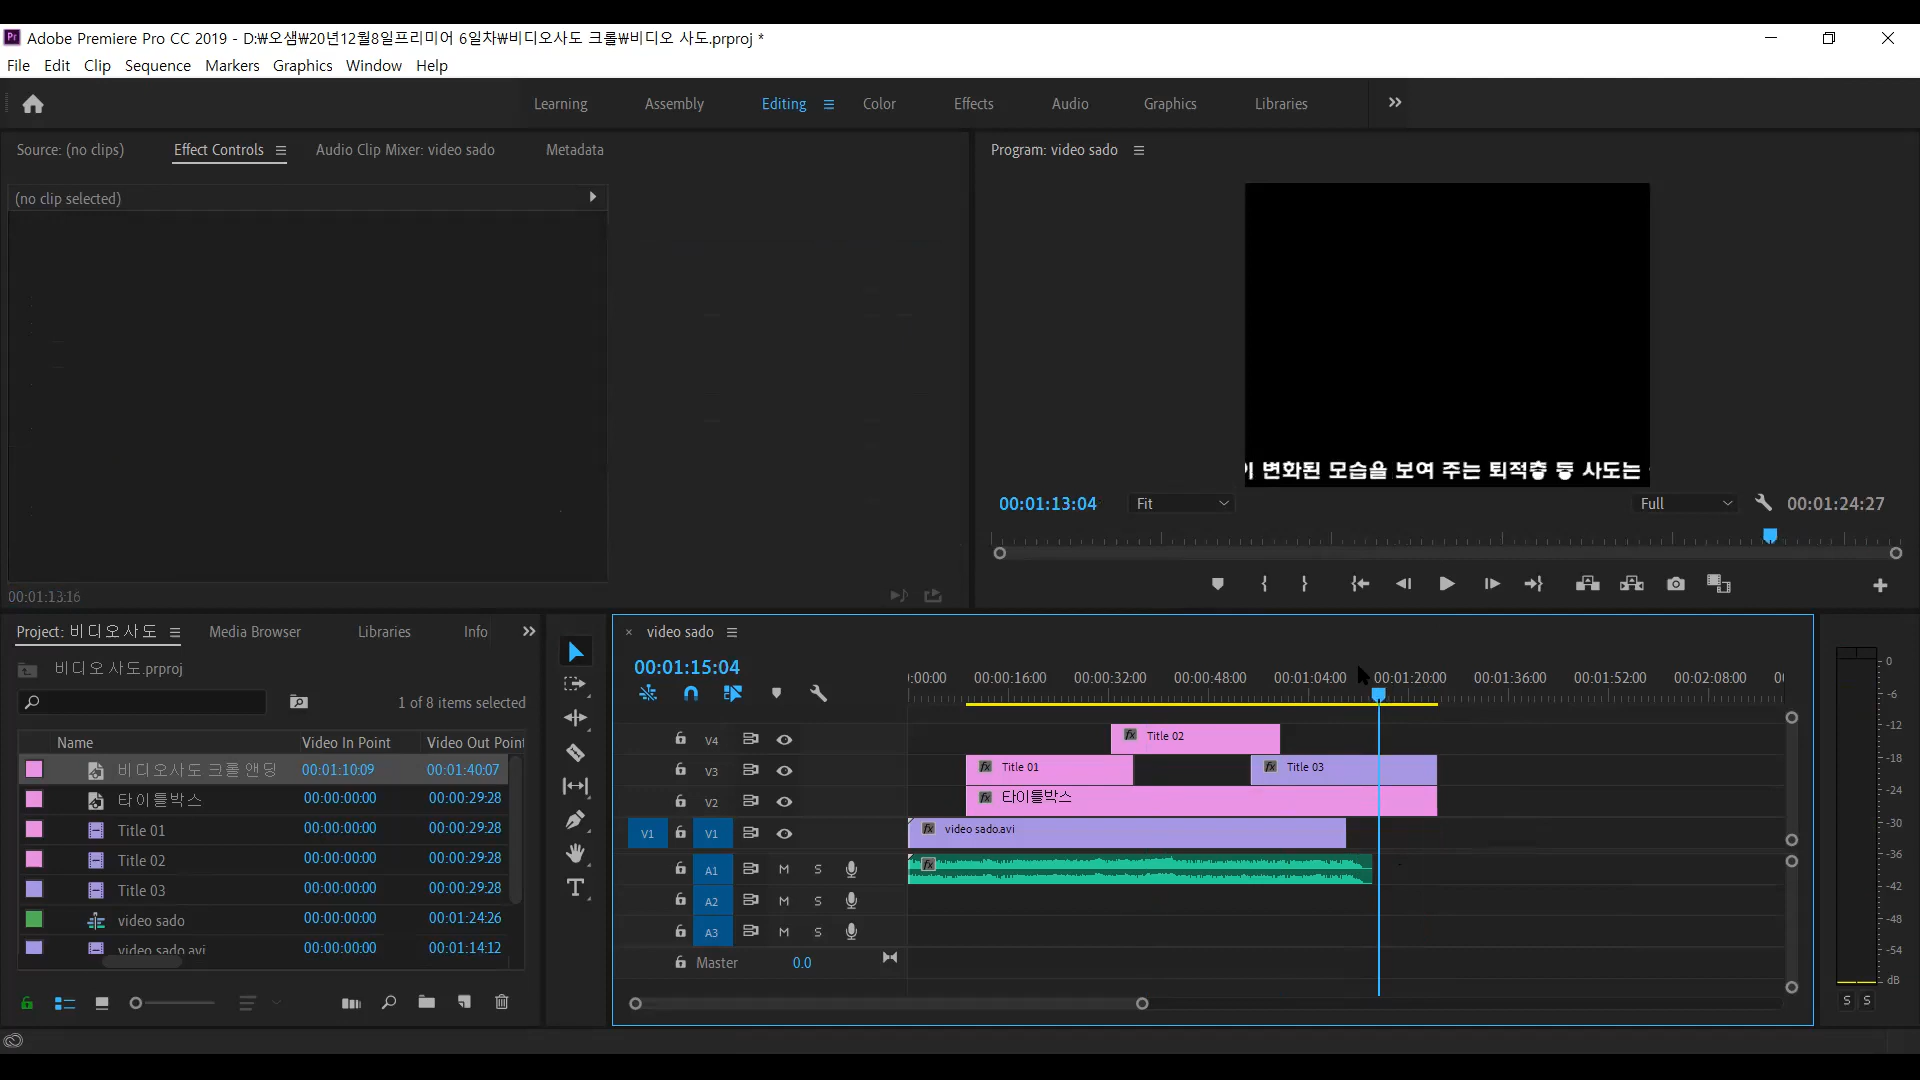 Adobe Premiere Pro CC 2019 - D:₩오샘₩20년12월8일프리미어 6일차₩비디오사도 크롤₩비디오 사도.prproj *
File Edit Clip Sequence Markers Graphics Window Help
Learning Assembly Editing Color Effects Audio Graphics Libraries
Source: (no clips) Effect Controls Audio Clip Mixer: video sado Metadata
Program: video sado
(no clip selected)
변화된 모습을 보여 주는 퇴적층 등 사도는
00:01:13:04 Fit Full 00:01:24:27
00:01:13:16
Project: 비디오사도 Media Browser Libraries Info
비디오 사도.prproj
1 of 8 items selected
Name Video In Point Video Out Point
비디오사도 크롤 앤딩 00:01:10:09 00:01:40:07
타이틀박스 00:00:00:00 00:00:29:28
Title 01 00:00:00:00 00:00:29:28
Title 02 00:00:00:00 00:00:29:28
Title 03 00:00:00:00 00:00:29:28
video sado 00:00:00:00 00:01:24:26
video sado.avi 00:00:00:00 00:01:14:12
video sado
00:01:15:04
:00:00 00:00:16:00 00:00:32:00 00:00:48:00 00:01:04:00 00:01:20:00 00:01:36:00 00:01:52:00 00:02:08:00
V4 fx Title 02
V3 fx Title 01 fx Title 03
V2 fx 타이틀박스
V1 V1 fx video sado.avi
A1 M S fx
A2 M S
A3 M S
Master 0.0
0
-6
-12
-18
-24
-30
-36
-42
-48
-54
dB
S S